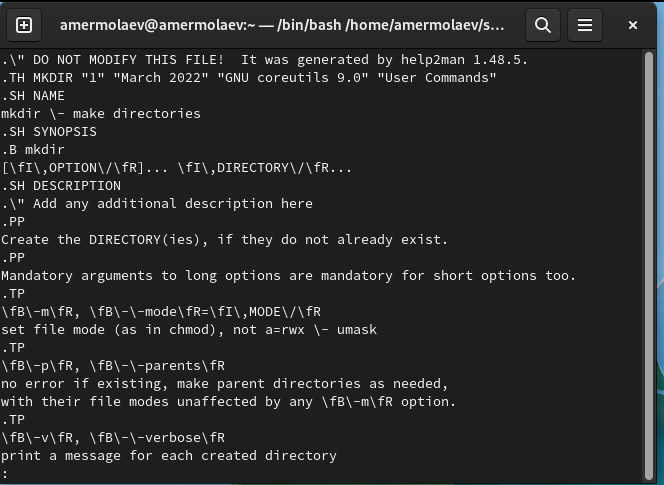 amermolaev@amermolaev:~ — /bin/bash /home/amermolaev/s...
.\" DO NOT MODIFY THIS FILE!  It was generated by help2man 1.48.5.
.TH MKDIR "1" "March 2022" "GNU coreutils 9.0" "User Commands"
.SH NAME
mkdir \- make directories
.SH SYNOPSIS
.B mkdir
[\fI\,OPTION\/\fR]... \fI\,DIRECTORY\/\fR...
.SH DESCRIPTION
.\" Add any additional description here
.PP
Create the DIRECTORY(ies), if they do not already exist.
.PP
Mandatory arguments to long options are mandatory for short options too.
.TP
\fB\-m\fR, \fB\-\-mode\fR=\fI\,MODE\/\fR
set file mode (as in chmod), not a=rwx \- umask
.TP
\fB\-p\fR, \fB\-\-parents\fR
no error if existing, make parent directories as needed,
with their file modes unaffected by any \fB\-m\fR option.
.TP
\fB\-v\fR, \fB\-\-verbose\fR
print a message for each created directory
: